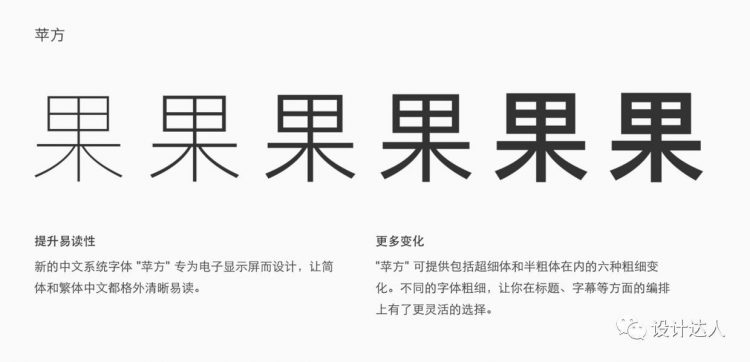 苹方
果 果 果 果 果 果
提升易读性
新的中文系统字体 "苹方" 专为电子显示屏而设计，让简
体和繁体中文都格外清晰易读。
更多变化
"苹方" 可提供包括超细体和半粗体在内的六种粗细变
化。不同的字体粗细，让你在标题、字幕等方面的编排
上有了更灵活的选择。
设计达人